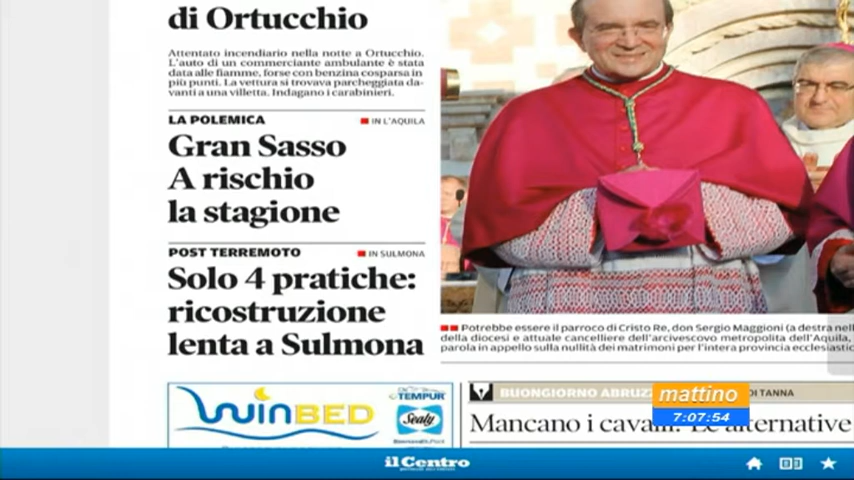 di Ortucchio
Attentato incendiario nella notte a Ortucchio.
L'auto di un commerciante ambulante è stata
data alle fiamme, forse con benzina cosparsa in
più punti. La vettura si trovava parcheggiata da-
vanti a una villetta. Indagano i carabinieri.
LA POLEMICA
IN L'AQUILA
Gran Sasso
A rischio
la stagione
POST TERREMOTO
IN SULMONA
Solo 4 pratiche:
ricostruzione
lenta a Sulmona
Potrebbe essere il parroco di Cristo Re, don Sergio Maggioni (a destra nell
della diocesi e attuale cancelliere dell'arcivescovo metropolita dell'Aquila,
parola in appello sulla nullità dei matrimoni per l'intera provincia ecclesiastic
WINBED
TEMPUR
Sealy
BUONGIORNO ABRUZZ
DI TANNA
Mancano i cavalli? Le alternative
mattino
7:07:54
il Centro